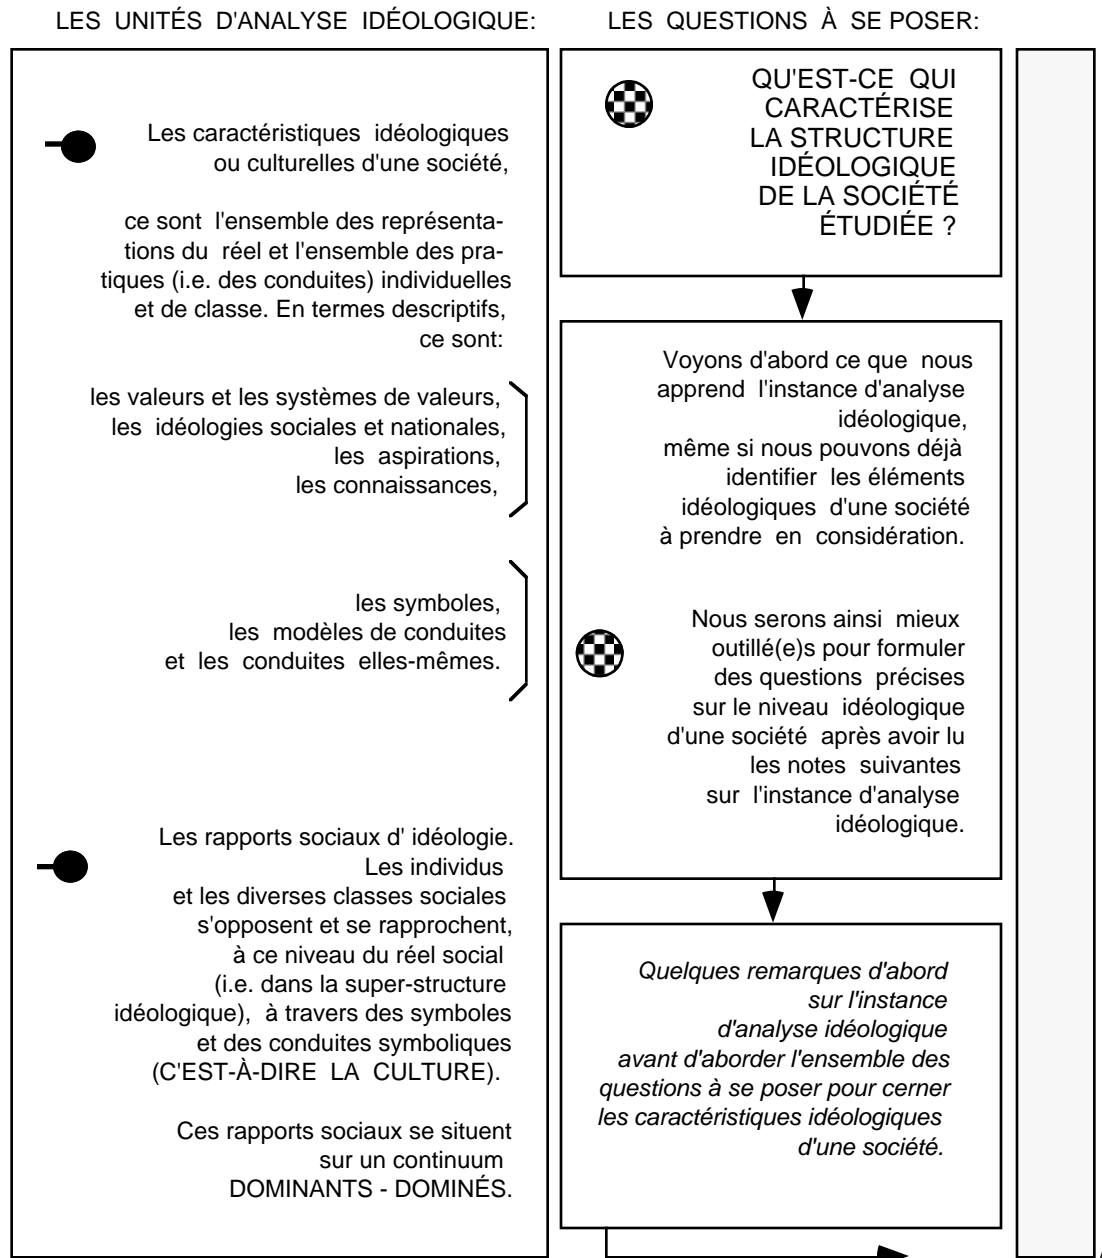 LES UNITÉS D'ANALYSE IDÉOLOGIQUE:
Les caractéristiques idéologiques
ou culturelles d'une société,
ce sont l'ensemble des représenta-
tions du réel et l'ensemble des pra-
tiques (i.e. des conduites) individuelles
et de classe. En termes descriptifs,
ce sont:
les valeurs et les systèmes de valeurs,
les idéologies sociales et nationales,
les aspirations,
les connaissances,
les symboles,
les modèles de conduites
et les conduites elles-mêmes.
Les rapports sociaux d' idéologie.
Les individus
et les diverses classes sociales
s'opposent et se rapprochent,
à ce niveau du réel social
(i.e. dans la super-structure
idéologique), à travers des symboles
et des conduites symboliques
(C'EST-À-DIRE LA CULTURE).
Ces rapports sociaux se situent
sur un continuum
DOMINANTS - DOMINÉS.
LES QUESTIONS À SE POSER:
QU'EST-CE QUI
CARACTÉRISE
LA STRUCTURE
IDÉOLOGIQUE
DE LA SOCIÉTÉ
ÉTUDIÉE ?
Voyons d'abord ce que nous
apprend l'instance d'analyse
idéologique,
même si nous pouvons déjà
identifier les éléments
idéologiques d'une société
à prendre en considération.
Nous serons ainsi mieux
outillé(e)s pour formuler
des questions précises
sur le niveau idéologique
d'une société après avoir lu
les notes suivantes
sur l'instance d'analyse
idéologique.
Quelques remarques d'abord
sur l'instance
d'analyse idéologique
avant d'aborder l'ensemble des
questions à se poser pour cerner
les caractéristiques idéologiques
d'une société.